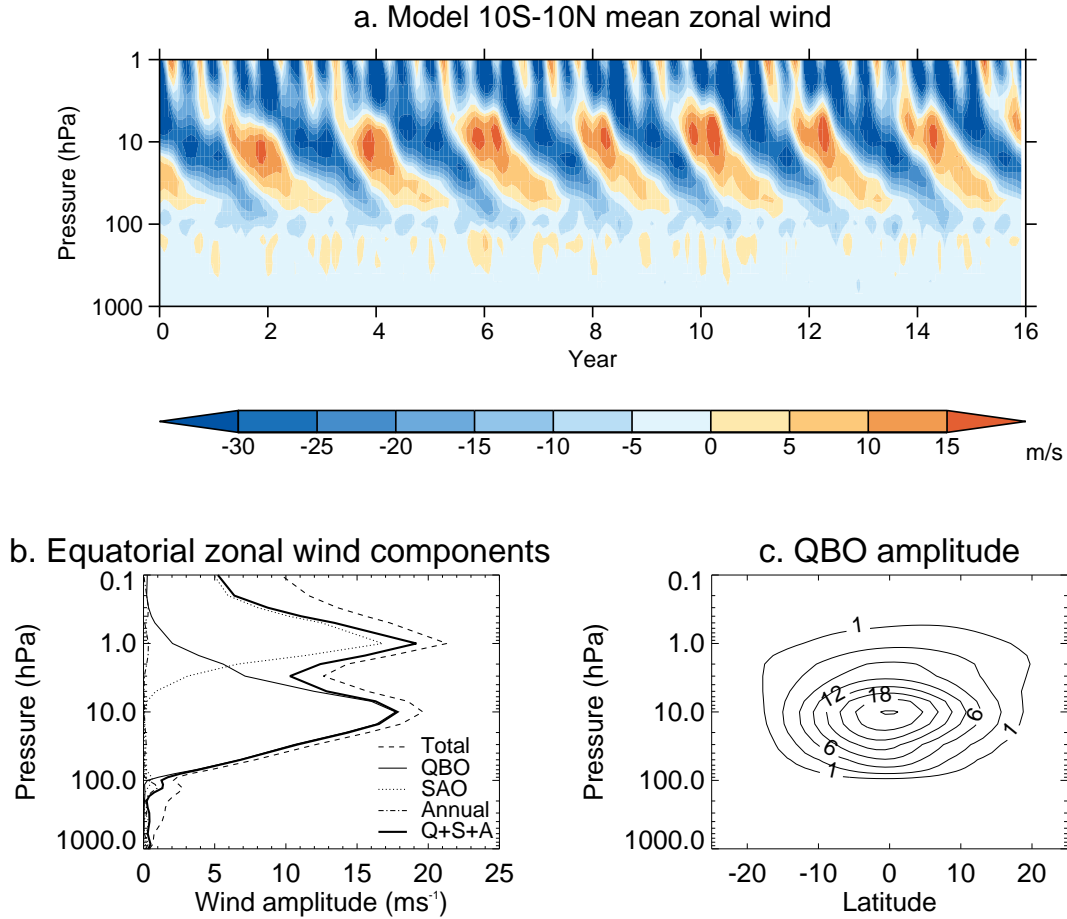 a. Model 10S-10N mean zonal wind
1
10
100
1000
Pressure (hPa)
0 2 4 6 8 10 12 14 16
Year
-30 -25 -20 -15 -10 -5 0 5 10 15
m/s
b. Equatorial zonal wind components
0.1
1.0
10.0
100.0
1000.0
Pressure (hPa)
Total
QBO
SAO
Annual
Q+S+A
0 5 10 15 20 25
Wind amplitude (ms-1)
c. QBO amplitude
0.1
1.0
10.0
100.0
1000.0
Pressure (hPa)
1
12 18
6
6
1
1
-20 -10 0 10 20
Latitude